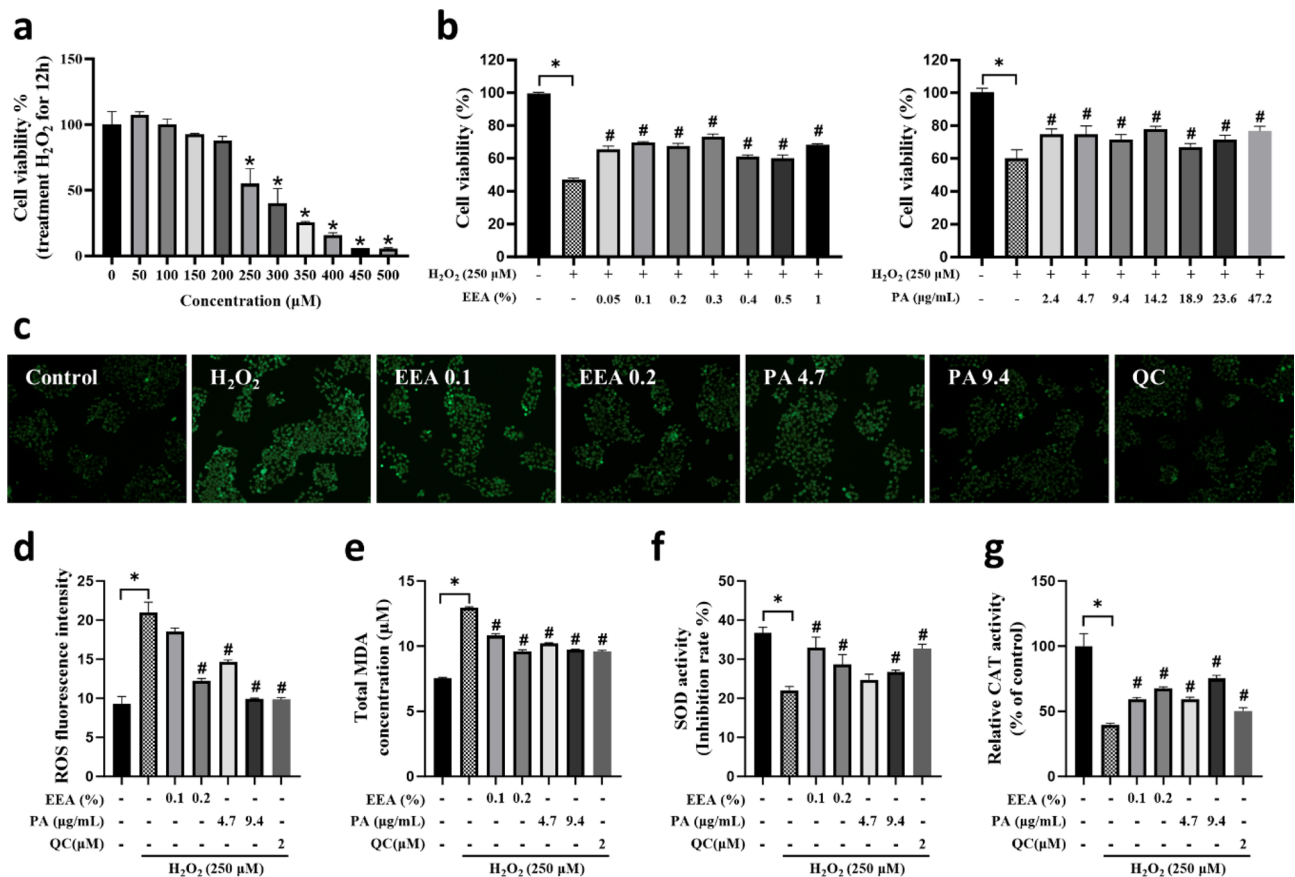 a
Cell viability %
(treatment H₂O₂ for 12h)
150
100
50
0
* * * * * *
0 50 100 150 200 250 300 350 400 450 500
Concentration (μM)
b
Cell viability (%)
120
100
80
60
40
20
0
*
# # # # # # #
H₂O₂ (250 μM) - + + + + + + + +
EEA (%) - - 0.05 0.1 0.2 0.3 0.4 0.5 1
Cell viability (%)
120
100
80
60
40
20
0
*
# # # # # # #
H₂O₂ (250 μM) - + + + + + + + +
PA (μg/mL) - - 2.4 4.7 9.4 14.2 18.9 23.6 47.2
c
Control H₂O₂ EEA 0.1 EEA 0.2 PA 4.7 PA 9.4 QC
d
ROS fluorescence intensity
25
20
15
10
5
0
*
# # # #
EEA (%) - - 0.1 0.2 - - -
PA (μg/mL) - - - - 4.7 9.4 -
QC(μM) - - - - - - 2
H₂O₂ (250 μM)
e
Total MDA
concentration (μM)
15
10
5
0
*
# # # # #
EEA (%) - - 0.1 0.2 - - -
PA (μg/mL) - - - - 4.7 9.4 -
QC(μM) - - - - - - 2
H₂O₂ (250 μM)
f
SOD activity
(Inhibition rate %)
50
40
30
20
10
0
*
# # # #
EEA (%) - - 0.1 0.2 - - -
PA (μg/mL) - - - - 4.7 9.4 -
QC(μM) - - - - - - 2
H₂O₂ (250 μM)
g
Relative CAT activity
(% of control)
150
100
50
0
*
# # # # #
EEA (%) - - 0.1 0.2 - - -
PA (μg/mL) - - - - 4.7 9.4 -
QC(μM) - - - - - - 2
H₂O₂ (250 μM)